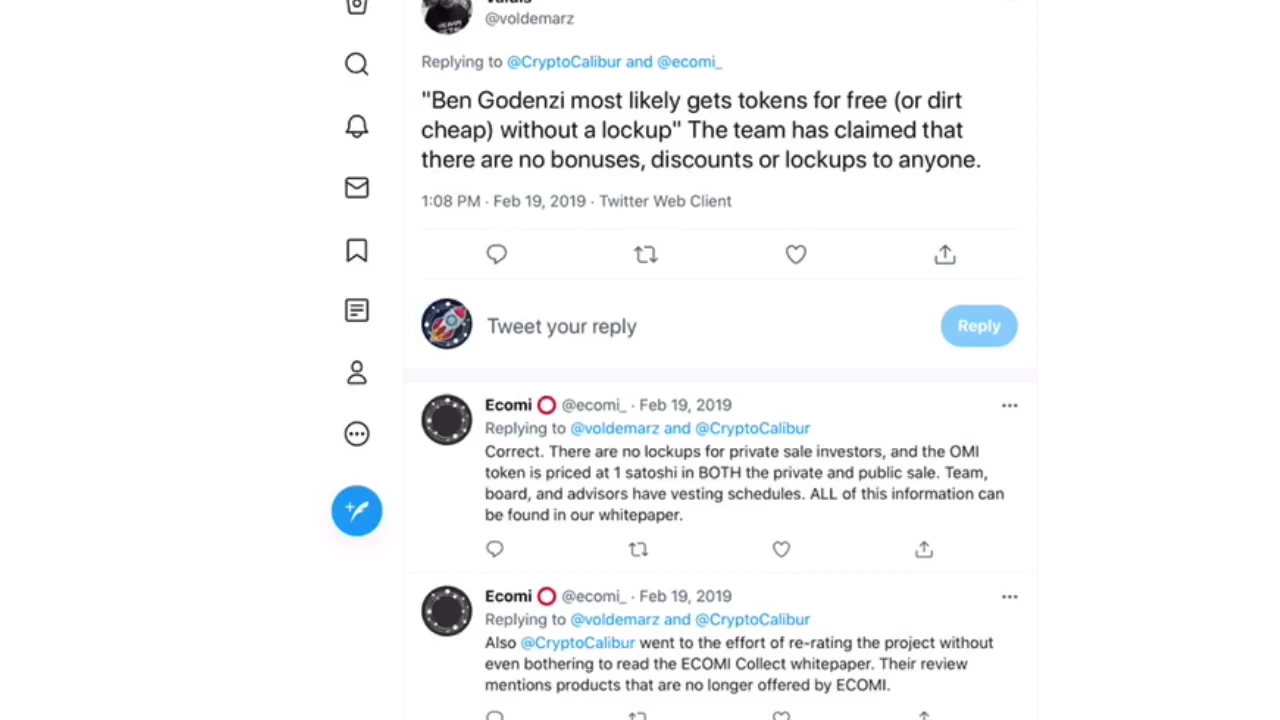 @voldemarz
Replying to @CryptoCalibur and @ecomi_
"Ben Godenzi most likely gets tokens for free (or dirt
cheap) without a lockup" The team has claimed that
there are no bonuses, discounts or lockups to anyone.
1:08 PM · Feb 19, 2019 · Twitter Web Client
Tweet your reply
Reply
Ecomi ⭕ @ecomi_ · Feb 19, 2019
Replying to @voldemarz and @CryptoCalibur
Correct. There are no lockups for private sale investors, and the OMI
token is priced at 1 satoshi in BOTH the private and public sale. Team,
board, and advisors have vesting schedules. ALL of this information can
be found in our whitepaper.
Ecomi ⭕ @ecomi_ · Feb 19, 2019
Replying to @voldemarz and @CryptoCalibur
Also @CryptoCalibur went to the effort of re-rating the project without
even bothering to read the ECOMI Collect whitepaper. Their review
mentions products that are no longer offered by ECOMI.